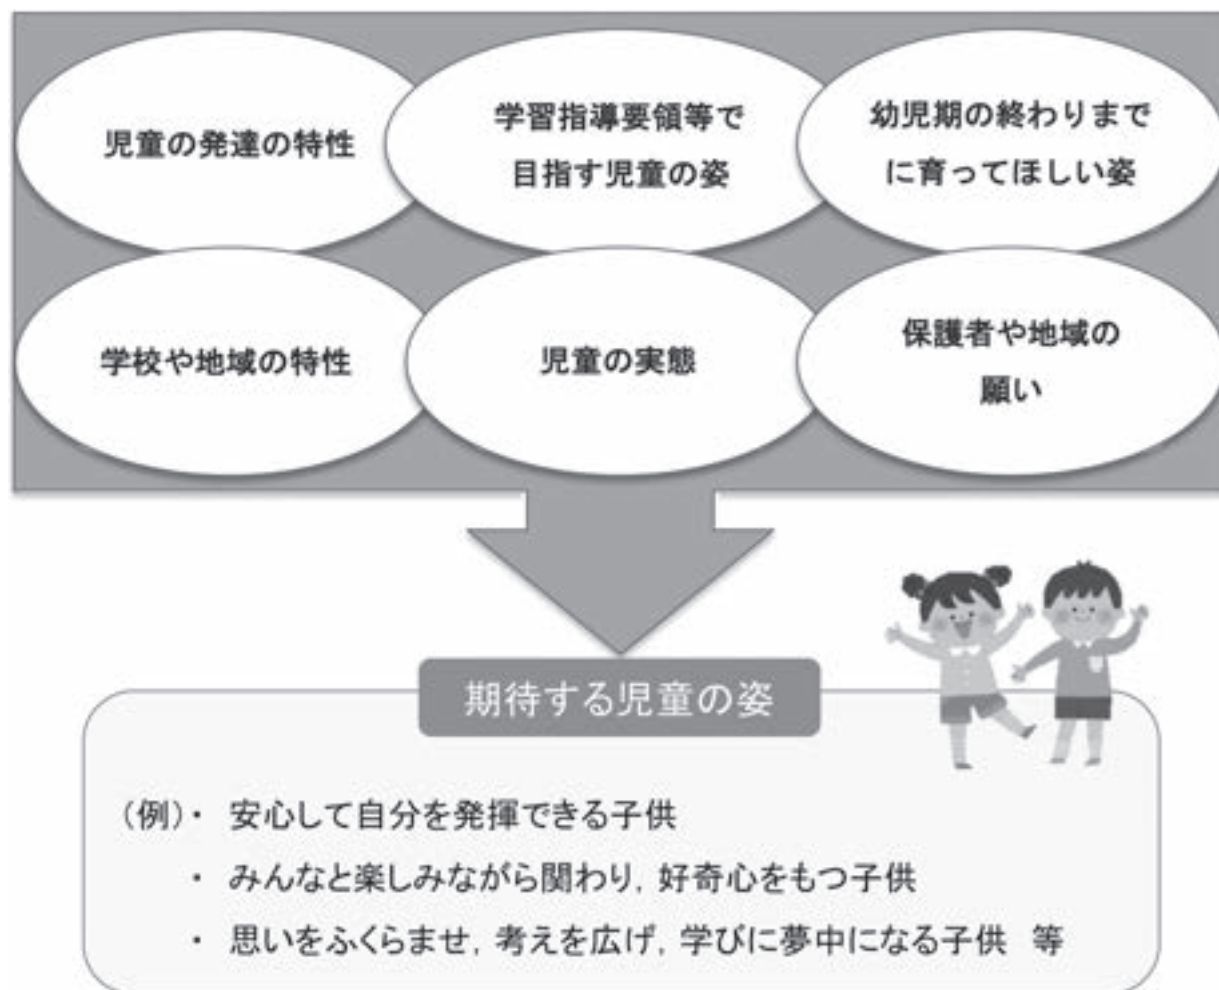 児童の発達の特性
学習指導要領等で
目指す児童の姿
幼児期の終わりまで
に育ってほしい姿
学校や地域の特性
児童の実態
保護者や地域の
願い
期待する児童の姿
（例）・ 安心して自分を発揮できる子供
・ みんなと楽しみながら関わり，好奇心をもつ子供
・ 思いをふくらませ，考えを広げ，学びに夢中になる子供 等